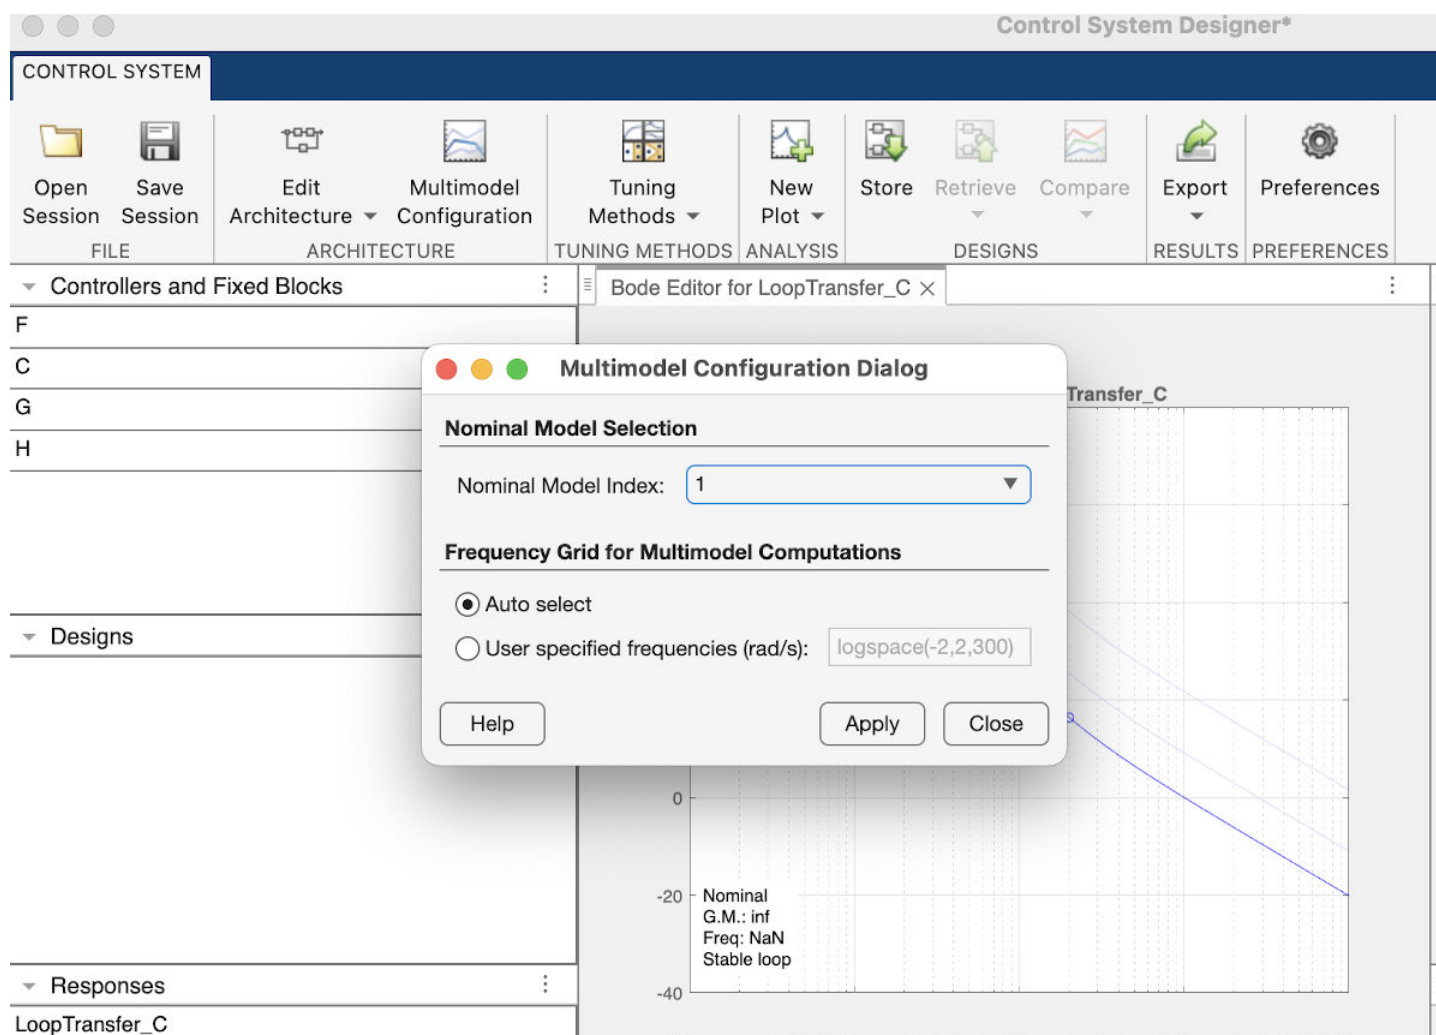 Control System Designer*
CONTROL SYSTEM
Open Session
Save Session
Edit Architecture
Multimodel Configuration
Tuning Methods
New Plot
Store
Retrieve
Compare
Export
Preferences
FILE
ARCHITECTURE
TUNING METHODS
ANALYSIS
DESIGNS
RESULTS
PREFERENCES
Controllers and Fixed Blocks
F
C
G
H
Designs
Responses
LoopTransfer_C
Bode Editor for LoopTransfer_C
Transfer_C
Multimodel Configuration Dialog
Nominal Model Selection
Nominal Model Index: 1
Frequency Grid for Multimodel Computations
Auto select
User specified frequencies (rad/s): logspace(-2,2,300)
Help Apply Close
0
-20
-40
Nominal
G.M.: inf
Freq: NaN
Stable loop